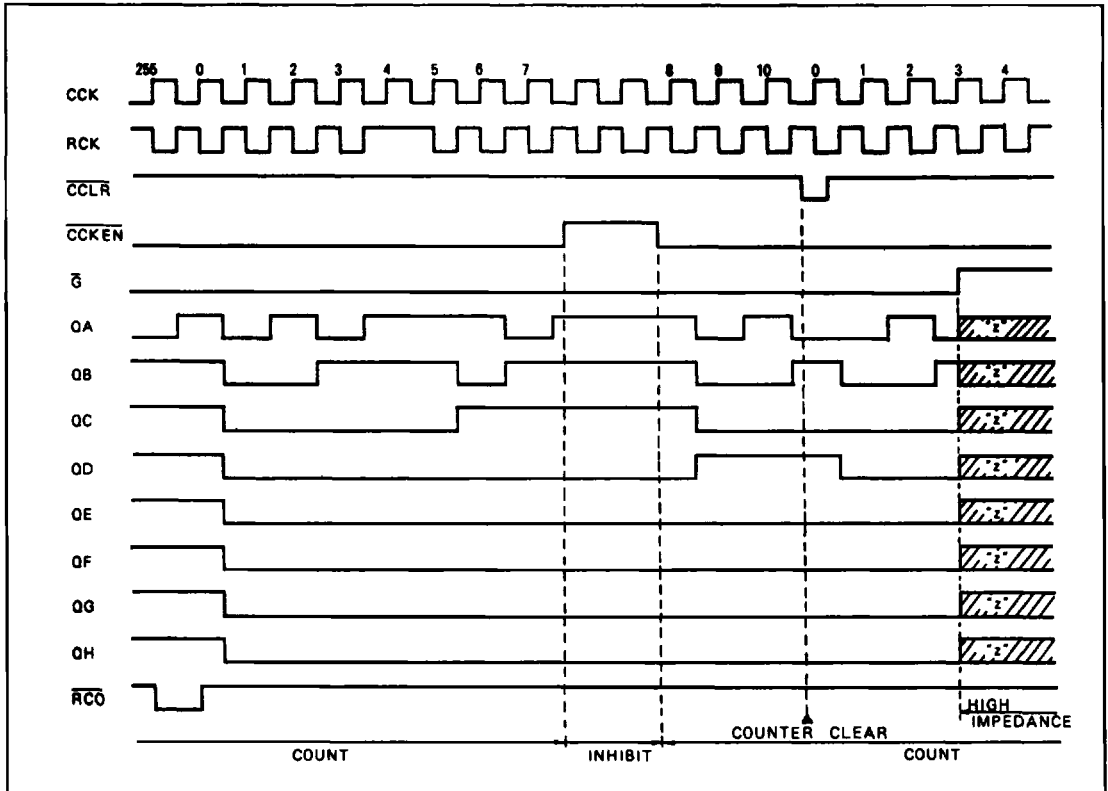 255 0 1 2 3 4 5 6 7 8 9 10 0 1 2 3 4
CCK
RCK
CCLR
CCKEN
G
QA "Z"
QB "Z"
QC "Z"
QD "Z"
QE "Z"
QF "Z"
QG "Z"
QH "Z"
RCO
HIGH
IMPEDANCE
COUNTER CLEAR
COUNT INHIBIT COUNT